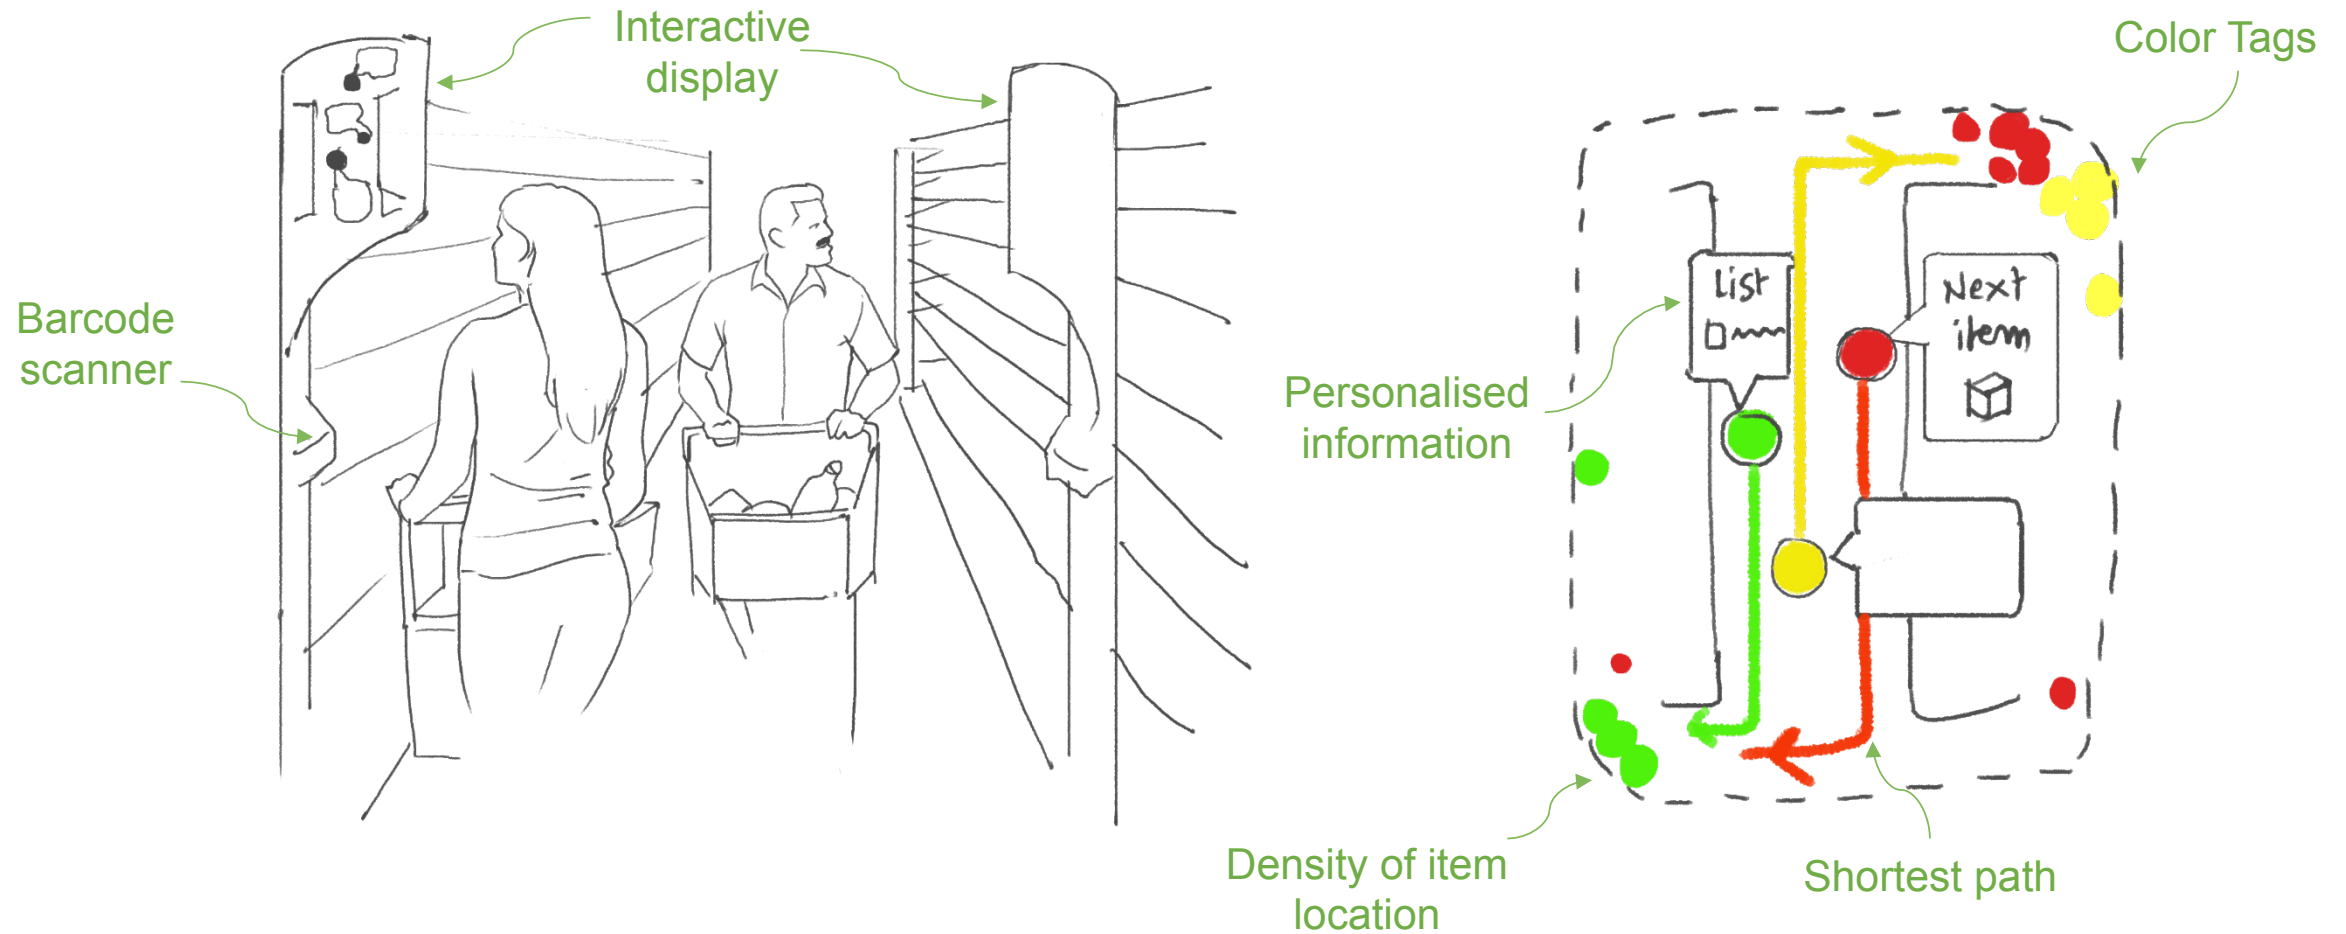 Interactive
display
Barcode
scanner
Color Tags
List
Next
item
Personalised
information
Density of item
location
Shortest path